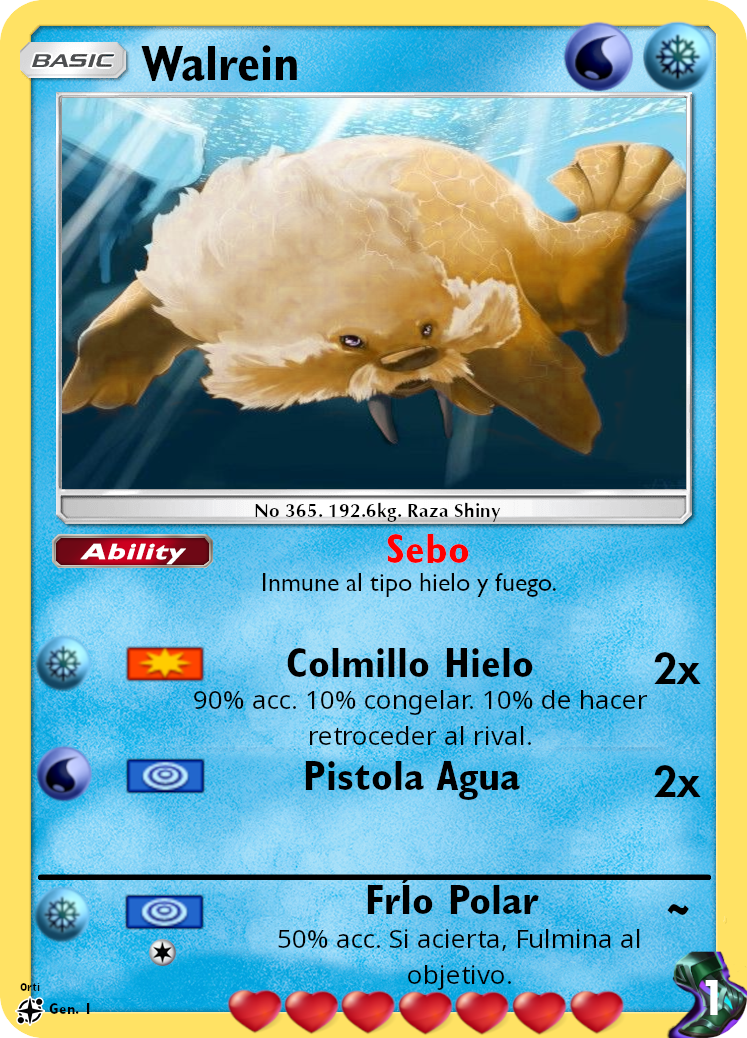 BASIC Walrein
No 365. 192.6kg. Raza Shiny
Ability Sebo
Inmune al tipo hielo y fuego.
Colmillo Hielo 2x
90% acc. 10% congelar. 10% de hacer
retroceder al rival.
Pistola Agua 2x
FrÍo Polar ~
50% acc. Si acierta, Fulmina al
objetivo.
Orti
Gen. 1
1